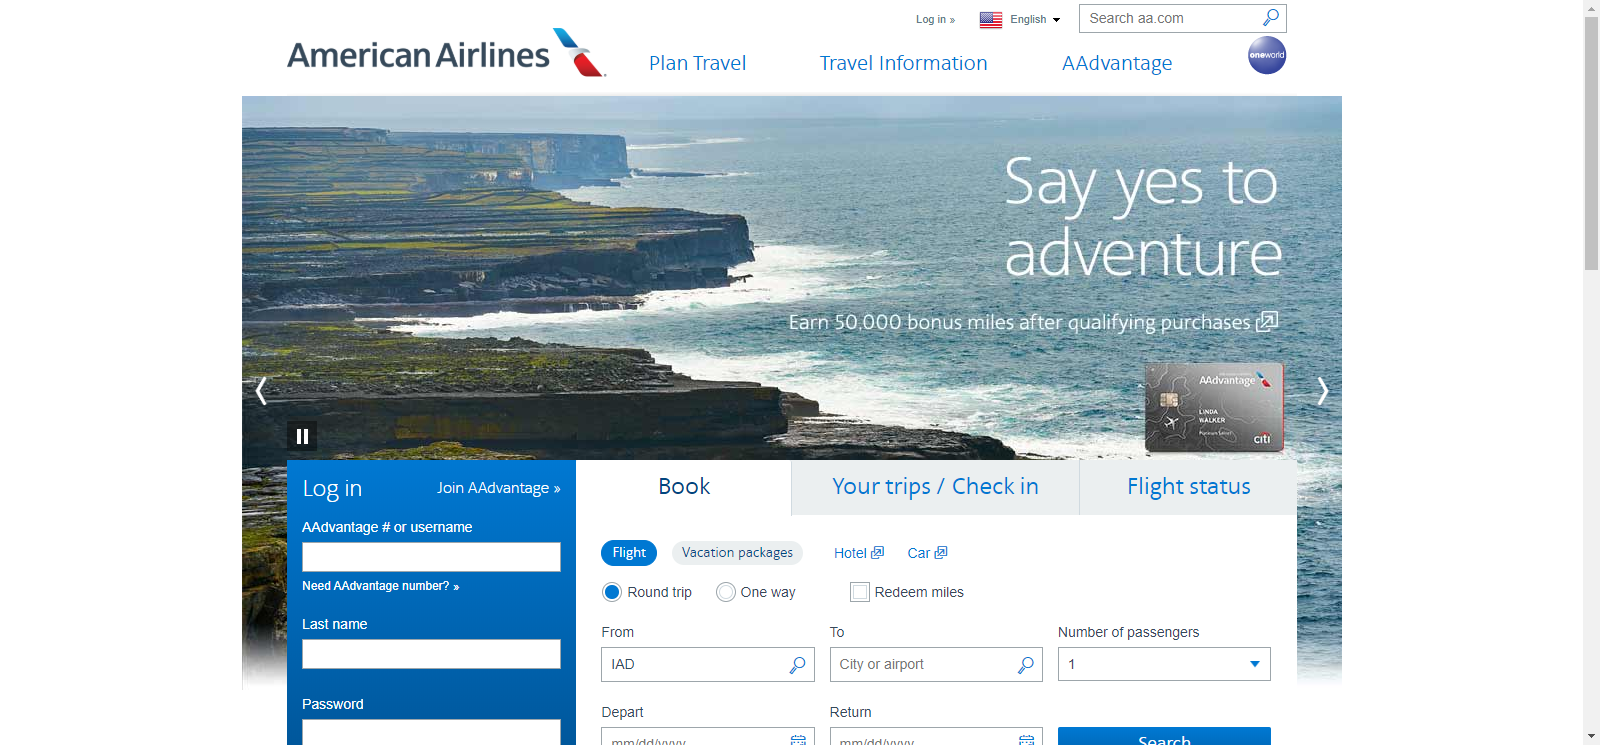 Log in »
English
Search aa.com
American Airlines
Plan Travel
Travel Information
AAdvantage
oneworld
Say yes to
adventure
Earn 50,000 bonus miles after qualifying purchases
AAdvantage
LINDA
WALKER
Platinum Select
citi
Log in
Join AAdvantage »
AAdvantage # or username
Need AAdvantage number? »
Last name
Password
Book
Your trips / Check in
Flight status
Flight
Vacation packages
Hotel
Car
Round trip
One way
Redeem miles
From
To
Number of passengers
IAD
City or airport
1
Depart
Return
mm/dd/yyyy
mm/dd/yyyy
Search